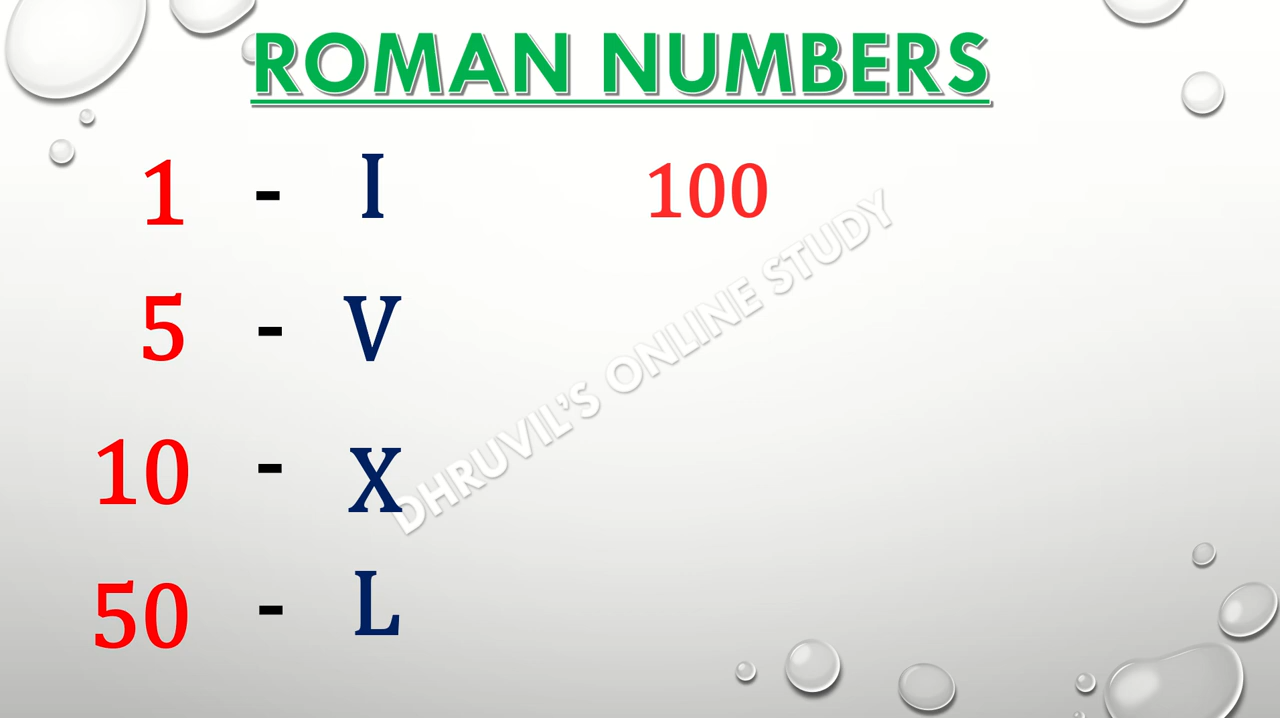 ROMAN NUMBERS
1 - I
100
5 - V
10 - X
50 - L
DHRUVIL'S ONLINE STUDY